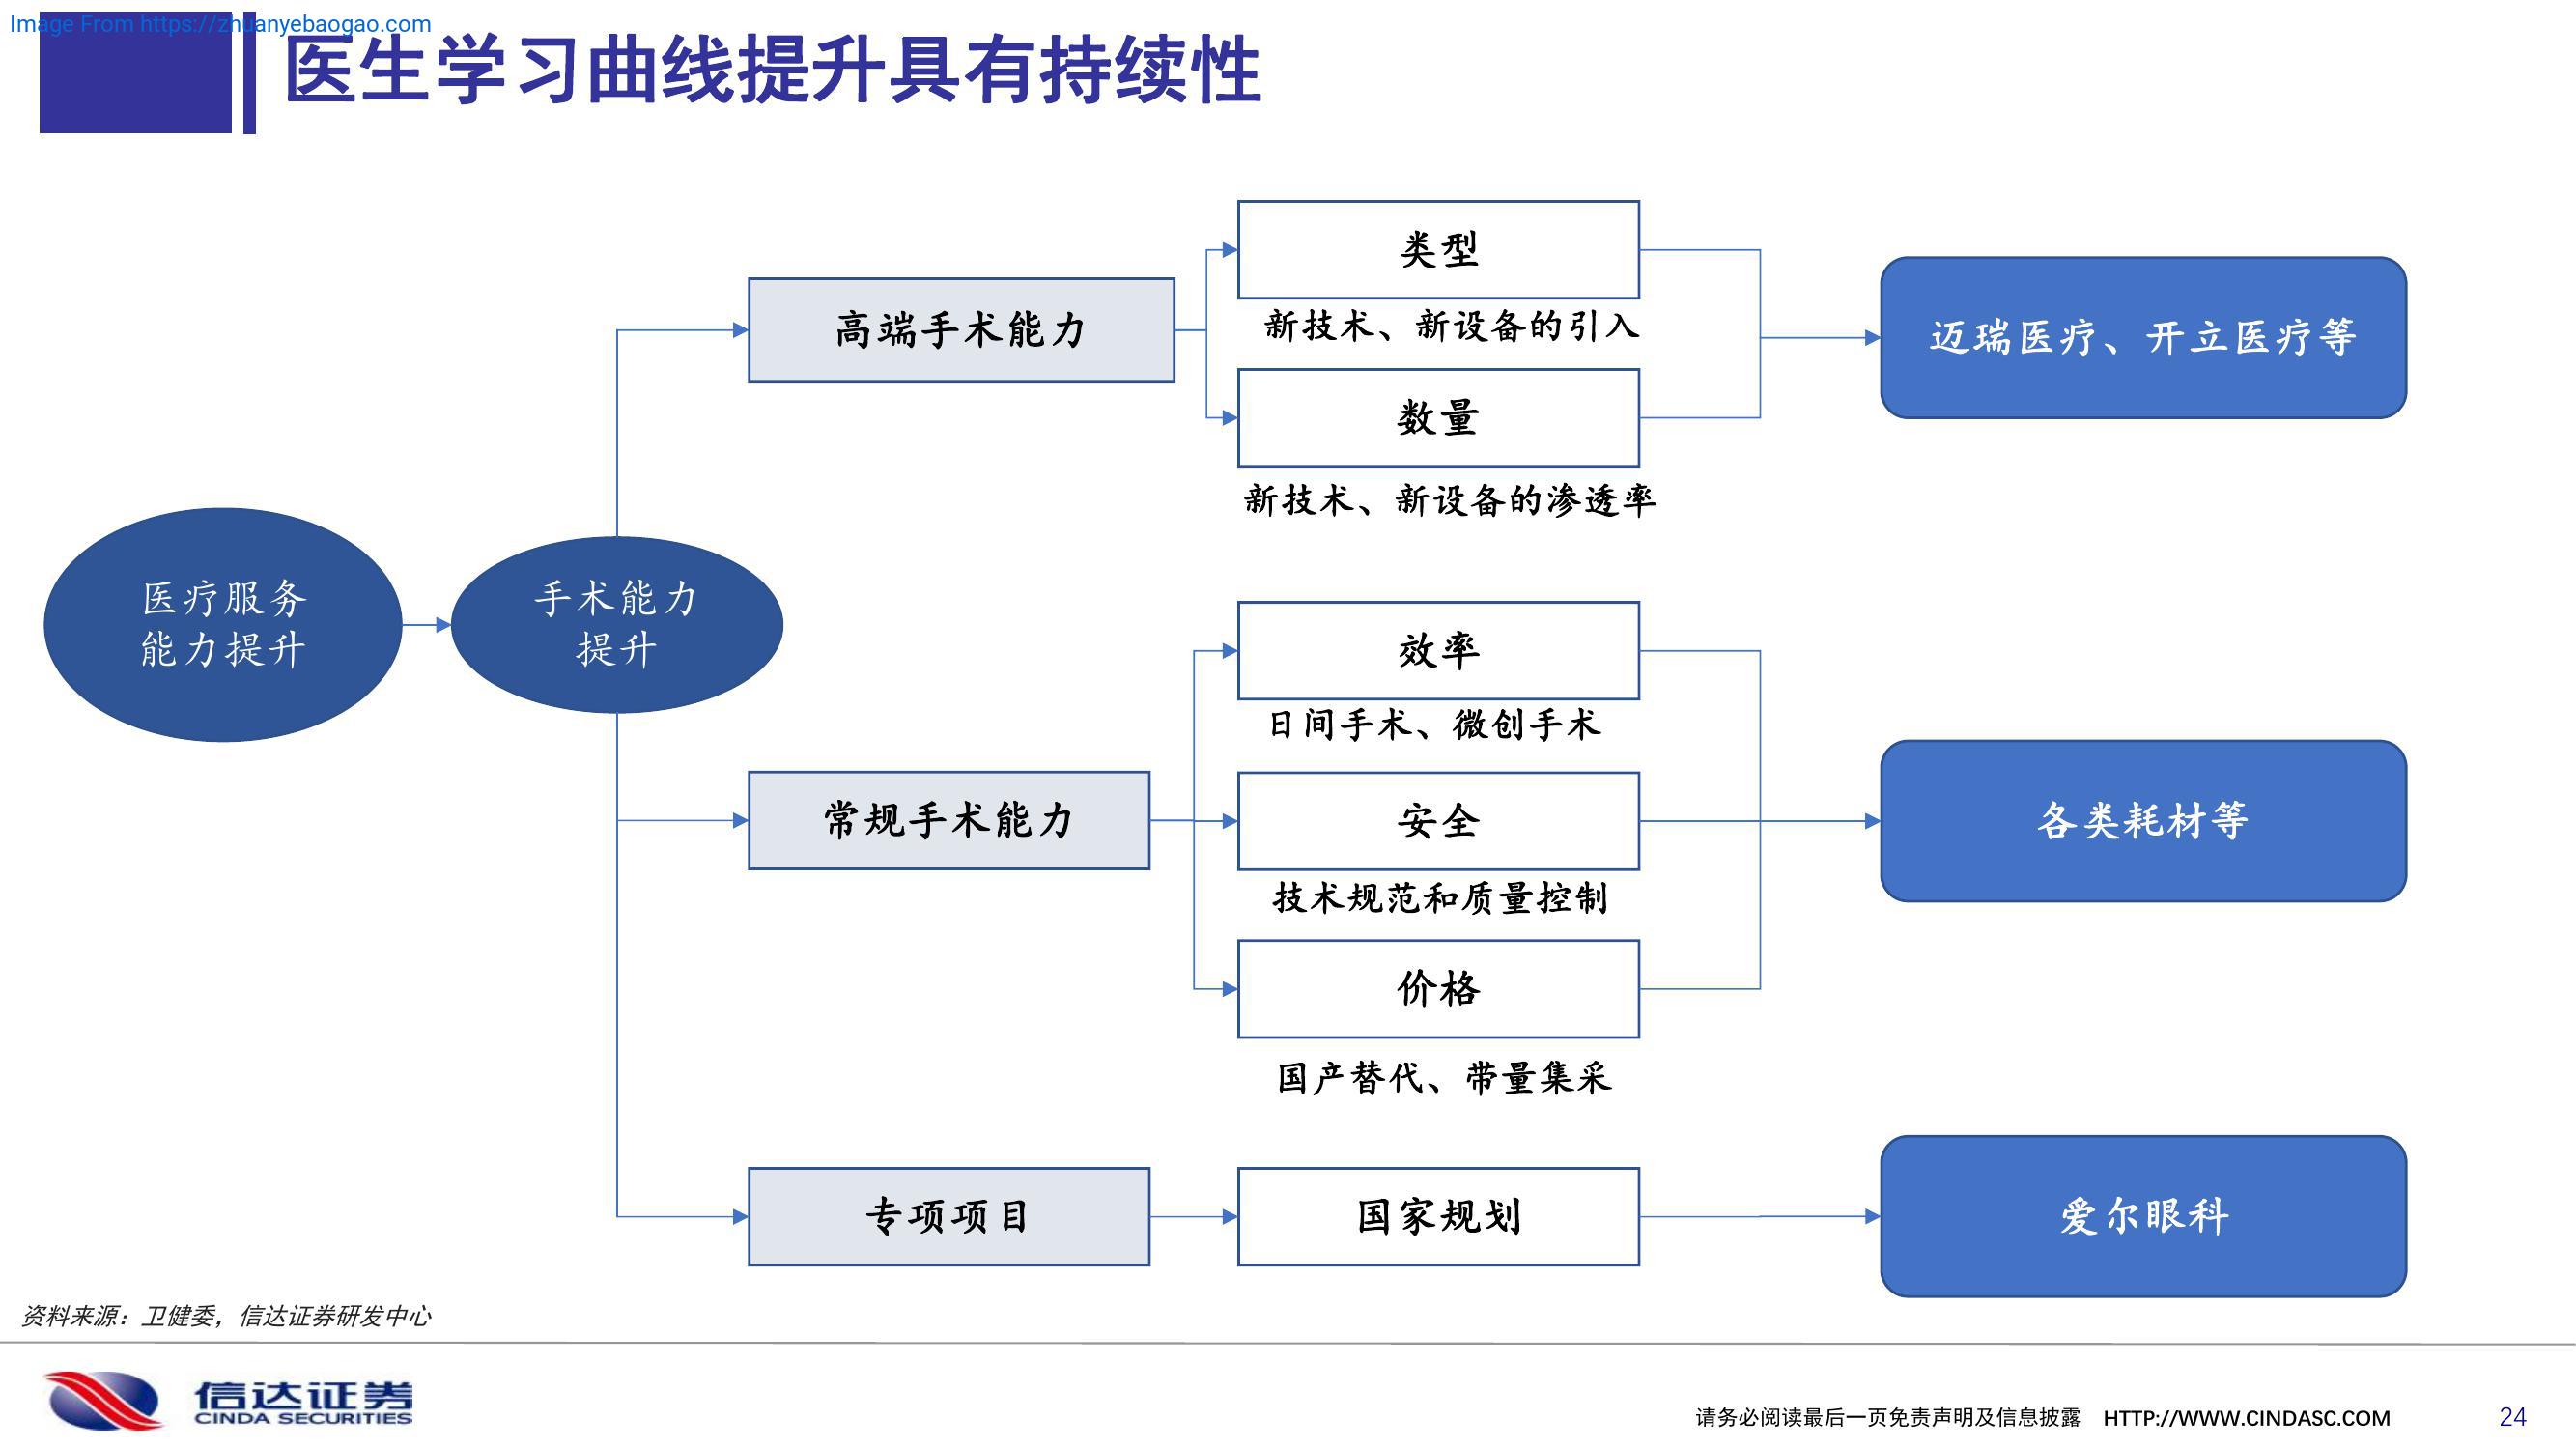 Image From https://zhuanyebaogao.com
医生学习曲线提升具有持续性
类型
高端手术能力
新技术、新设备的引入
迈瑞医疗、开立医疗等
数量
新技术、新设备的渗透率
医疗服务
能力提升
手术能力
提升
效率
日间手术、微创手术
常规手术能力
安全
各类耗材等
技术规范和质量控制
价格
国产替代、带量集采
专项项目
国家规划
爱尔眼科
资料来源：卫健委，信达证券研发中心
信达证券
CINDA SECURITIES
请务必阅读最后一页免责声明及信息披露 HTTP://WWW.CINDASC.COM 24